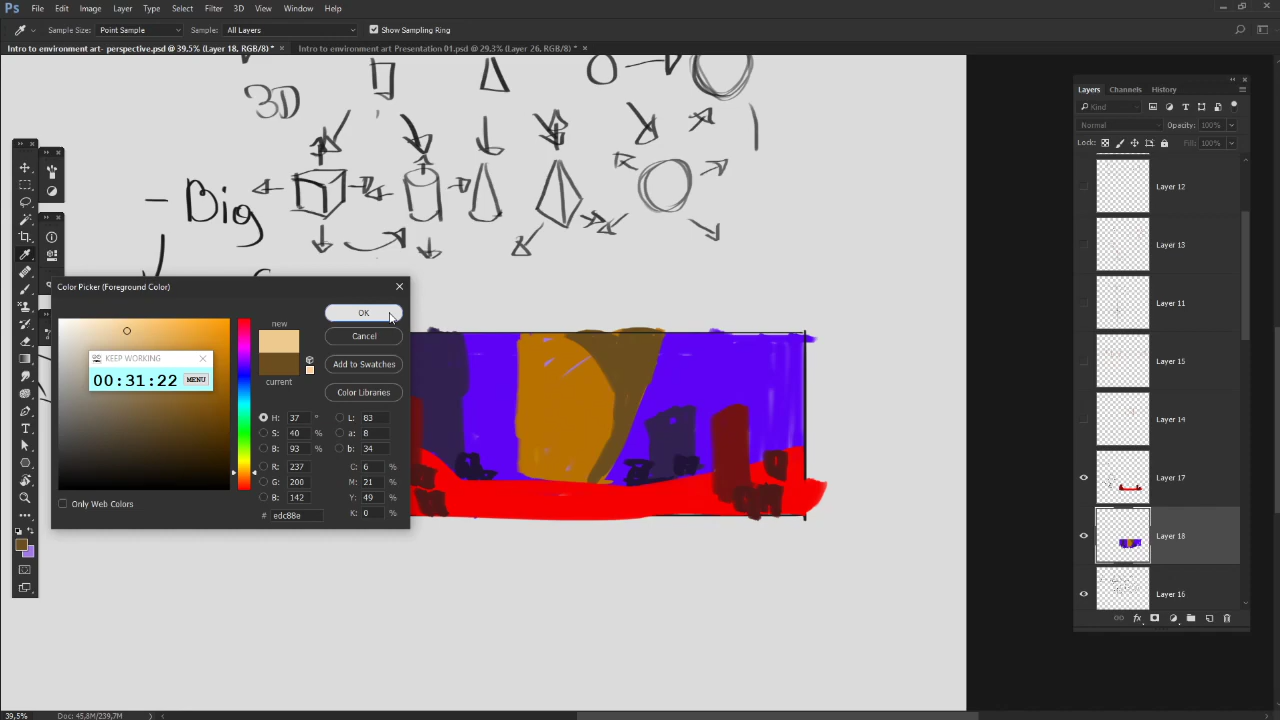 Ps File Edit Image Layer Type Select Filter 3D View Window Help
Sample Size: Point Sample Sample: All Layers Show Sampling Ring
Intro to environment art- perspective.psd @ 39,5% (Layer 18, RGB/8) * × Intro to environment art Presentation 01.psd @ 29,3% (Layer 26, RGB/8) * ×
3D
- Big
Color Picker (Foreground Color)
new
current
OK
Cancel
Add to Swatches
Color Libraries
KEEP WORKING
00:31:22 MENU
H: 37 ° L: 83
S: 40 % a: 8
B: 93 % b: 34
R: 237 C: 6 %
G: 200 M: 21 %
B: 142 Y: 49 %
# edc88e K: 0 %
Only Web Colors
Layers Channels History
Kind
Normal Opacity: 100%
Lock: Fill: 100%
Layer 12
Layer 13
Layer 11
Layer 15
Layer 14
Layer 17
Layer 18
Layer 16
fx
39,5% Doc: 45,8M/239,7M